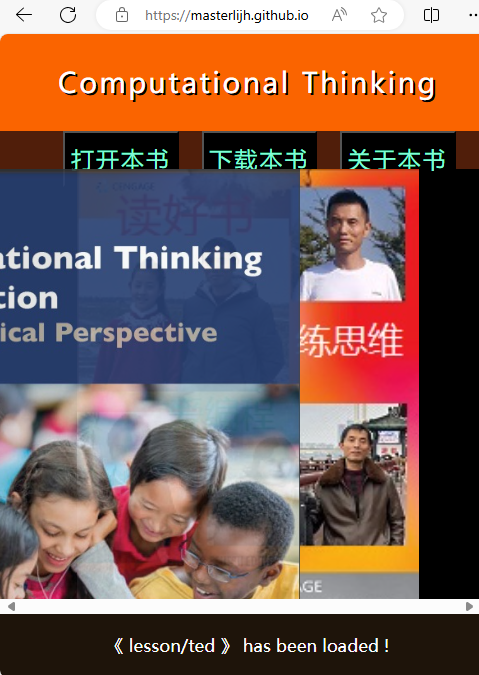 https://masterlijh.github.io
Computational Thinking
打开本书 下载本书 关于本书
读好书
ational Thinking
tion
ical Perspective
练思维
AGE
《 lesson/ted 》 has been loaded !